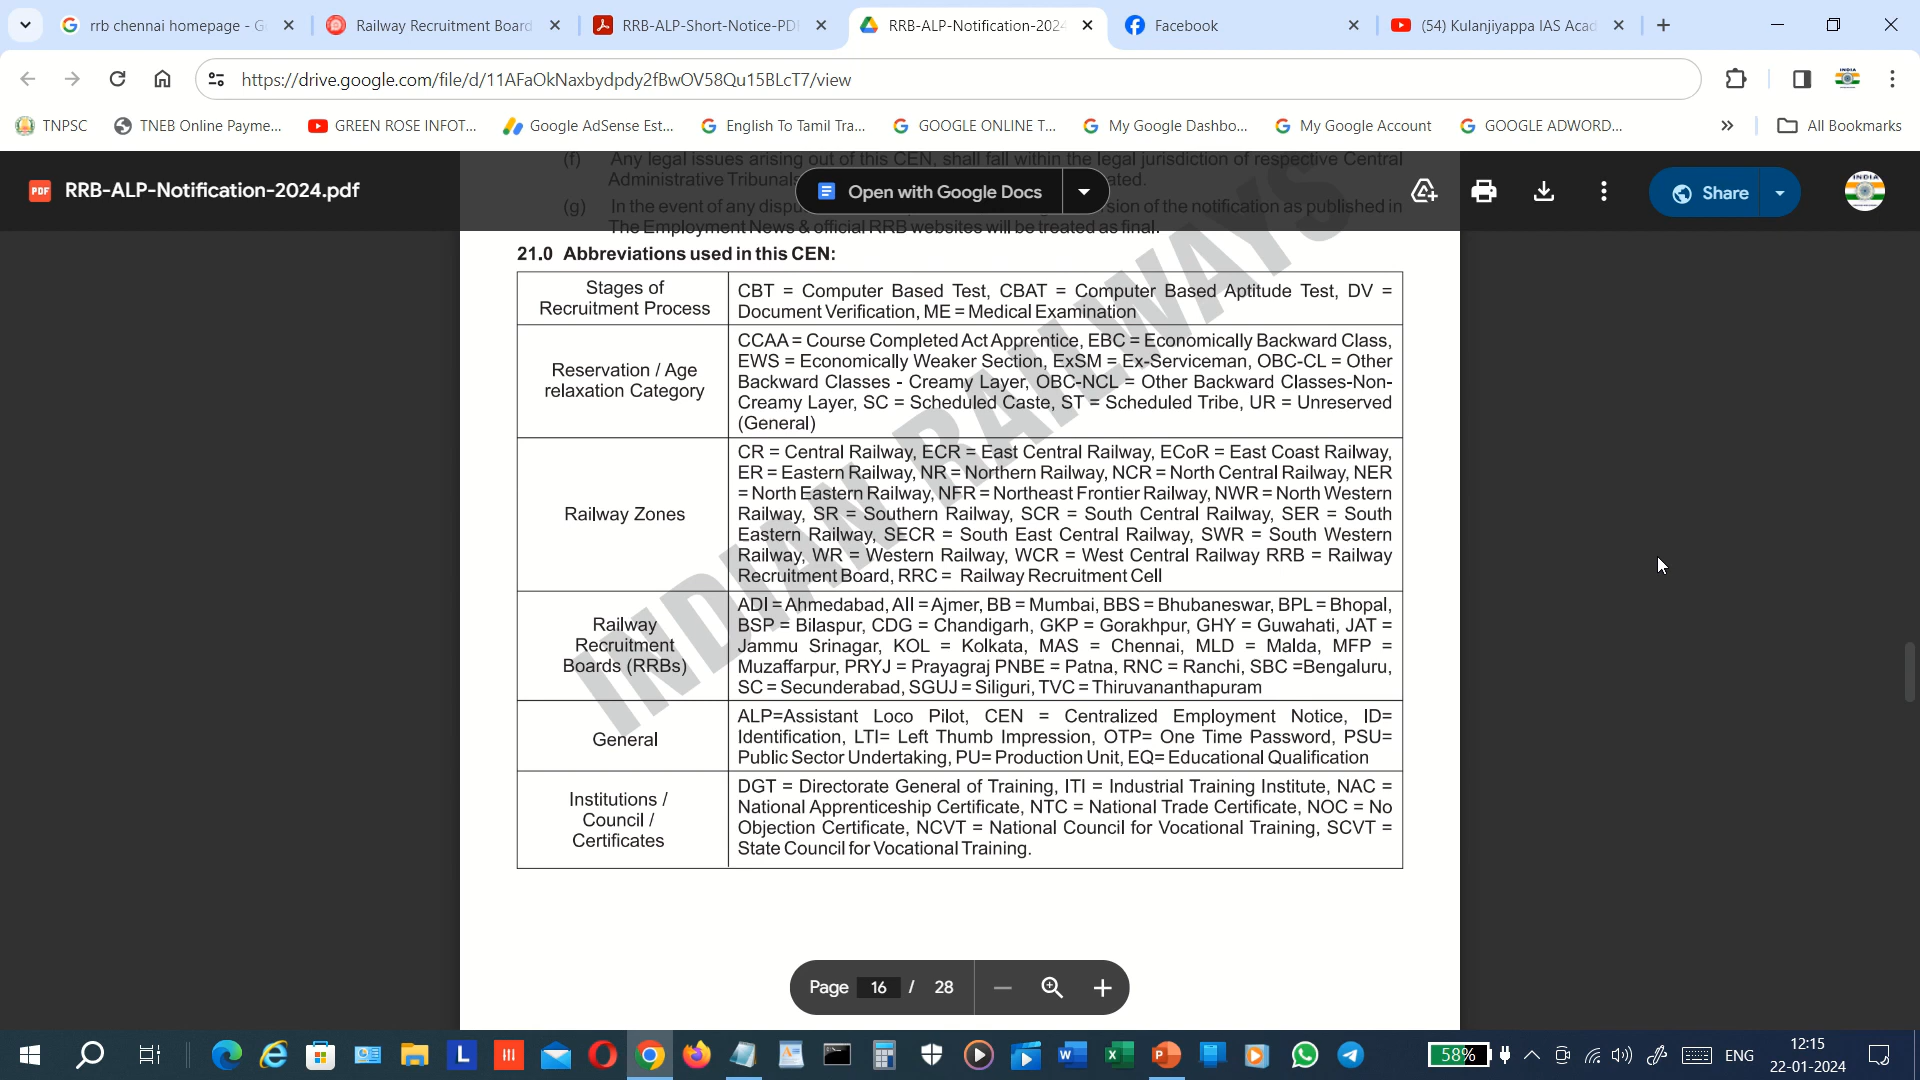 rrb chennai homepage - G
Railway Recruitment Board
RRB-ALP-Short-Notice-PD
RRB-ALP-Notification-2024
Facebook
(54) Kulanjiyappa IAS Acad
https://drive.google.com/file/d/11AFaOkNaxbydpdy2fBwOV58Qu15BLcT7/view
TNPSC
TNEB Online Payme...
GREEN ROSE INFOT...
Google AdSense Est...
English To Tamil Tra...
GOOGLE ONLINE T...
My Google Dashbo...
My Google Account
GOOGLE ADWORD...
All Bookmarks
RRB-ALP-Notification-2024.pdf
Open with Google Docs
Share
(f) Any legal issues arising out of this CEN, shall fall within the legal jurisdiction of respective Central
Administrative Tribunals
(g) In the event of any sion of the notification as published in
The Employment News & official RRB websites will be treated as final.
21.0 Abbreviations used in this CEN:
Stages of
Recruitment Process
CBT = Computer Based Test, CBAT = Computer Based Aptitude Test, DV =
Document Verification, ME = Medical Examination
Reservation / Age
relaxation Category
CCAA = Course Completed Act Apprentice, EBC = Economically Backward Class,
EWS = Economically Weaker Section, ExSM = Ex-Serviceman, OBC-CL = Other
Backward Classes - Creamy Layer, OBC-NCL = Other Backward Classes-Non-
Creamy Layer, SC = Scheduled Caste, ST = Scheduled Tribe, UR = Unreserved
(General)
Railway Zones
CR = Central Railway, ECR = East Central Railway, ECoR = East Coast Railway,
ER = Eastern Railway, NR = Northern Railway, NCR = North Central Railway, NER
= North Eastern Railway, NFR = Northeast Frontier Railway, NWR = North Western
Railway, SR = Southern Railway, SCR = South Central Railway, SER = South
Eastern Railway, SECR = South East Central Railway, SWR = South Western
Railway, WR = Western Railway, WCR = West Central Railway RRB = Railway
Recruitment Board, RRC = Railway Recruitment Cell
Railway
Recruitment
Boards (RRBs)
ADI = Ahmedabad, AII = Ajmer, BB = Mumbai, BBS = Bhubaneswar, BPL = Bhopal,
BSP = Bilaspur, CDG = Chandigarh, GKP = Gorakhpur, GHY = Guwahati, JAT =
Jammu Srinagar, KOL = Kolkata, MAS = Chennai, MLD = Malda, MFP =
Muzaffarpur, PRYJ = Prayagraj PNBE = Patna, RNC = Ranchi, SBC =Bengaluru,
SC = Secunderabad, SGUJ = Siliguri, TVC = Thiruvananthapuram
General
ALP=Assistant Loco Pilot, CEN = Centralized Employment Notice, ID=
Identification, LTI= Left Thumb Impression, OTP= One Time Password, PSU=
Public Sector Undertaking, PU= Production Unit, EQ= Educational Qualification
Institutions /
Council /
Certificates
DGT = Directorate General of Training, ITI = Industrial Training Institute, NAC =
National Apprenticeship Certificate, NTC = National Trade Certificate, NOC = No
Objection Certificate, NCVT = National Council for Vocational Training, SCVT =
State Council for Vocational Training.
INDIAN RAILWAYS
Page 16 / 28
58%
ENG
12:15
22-01-2024